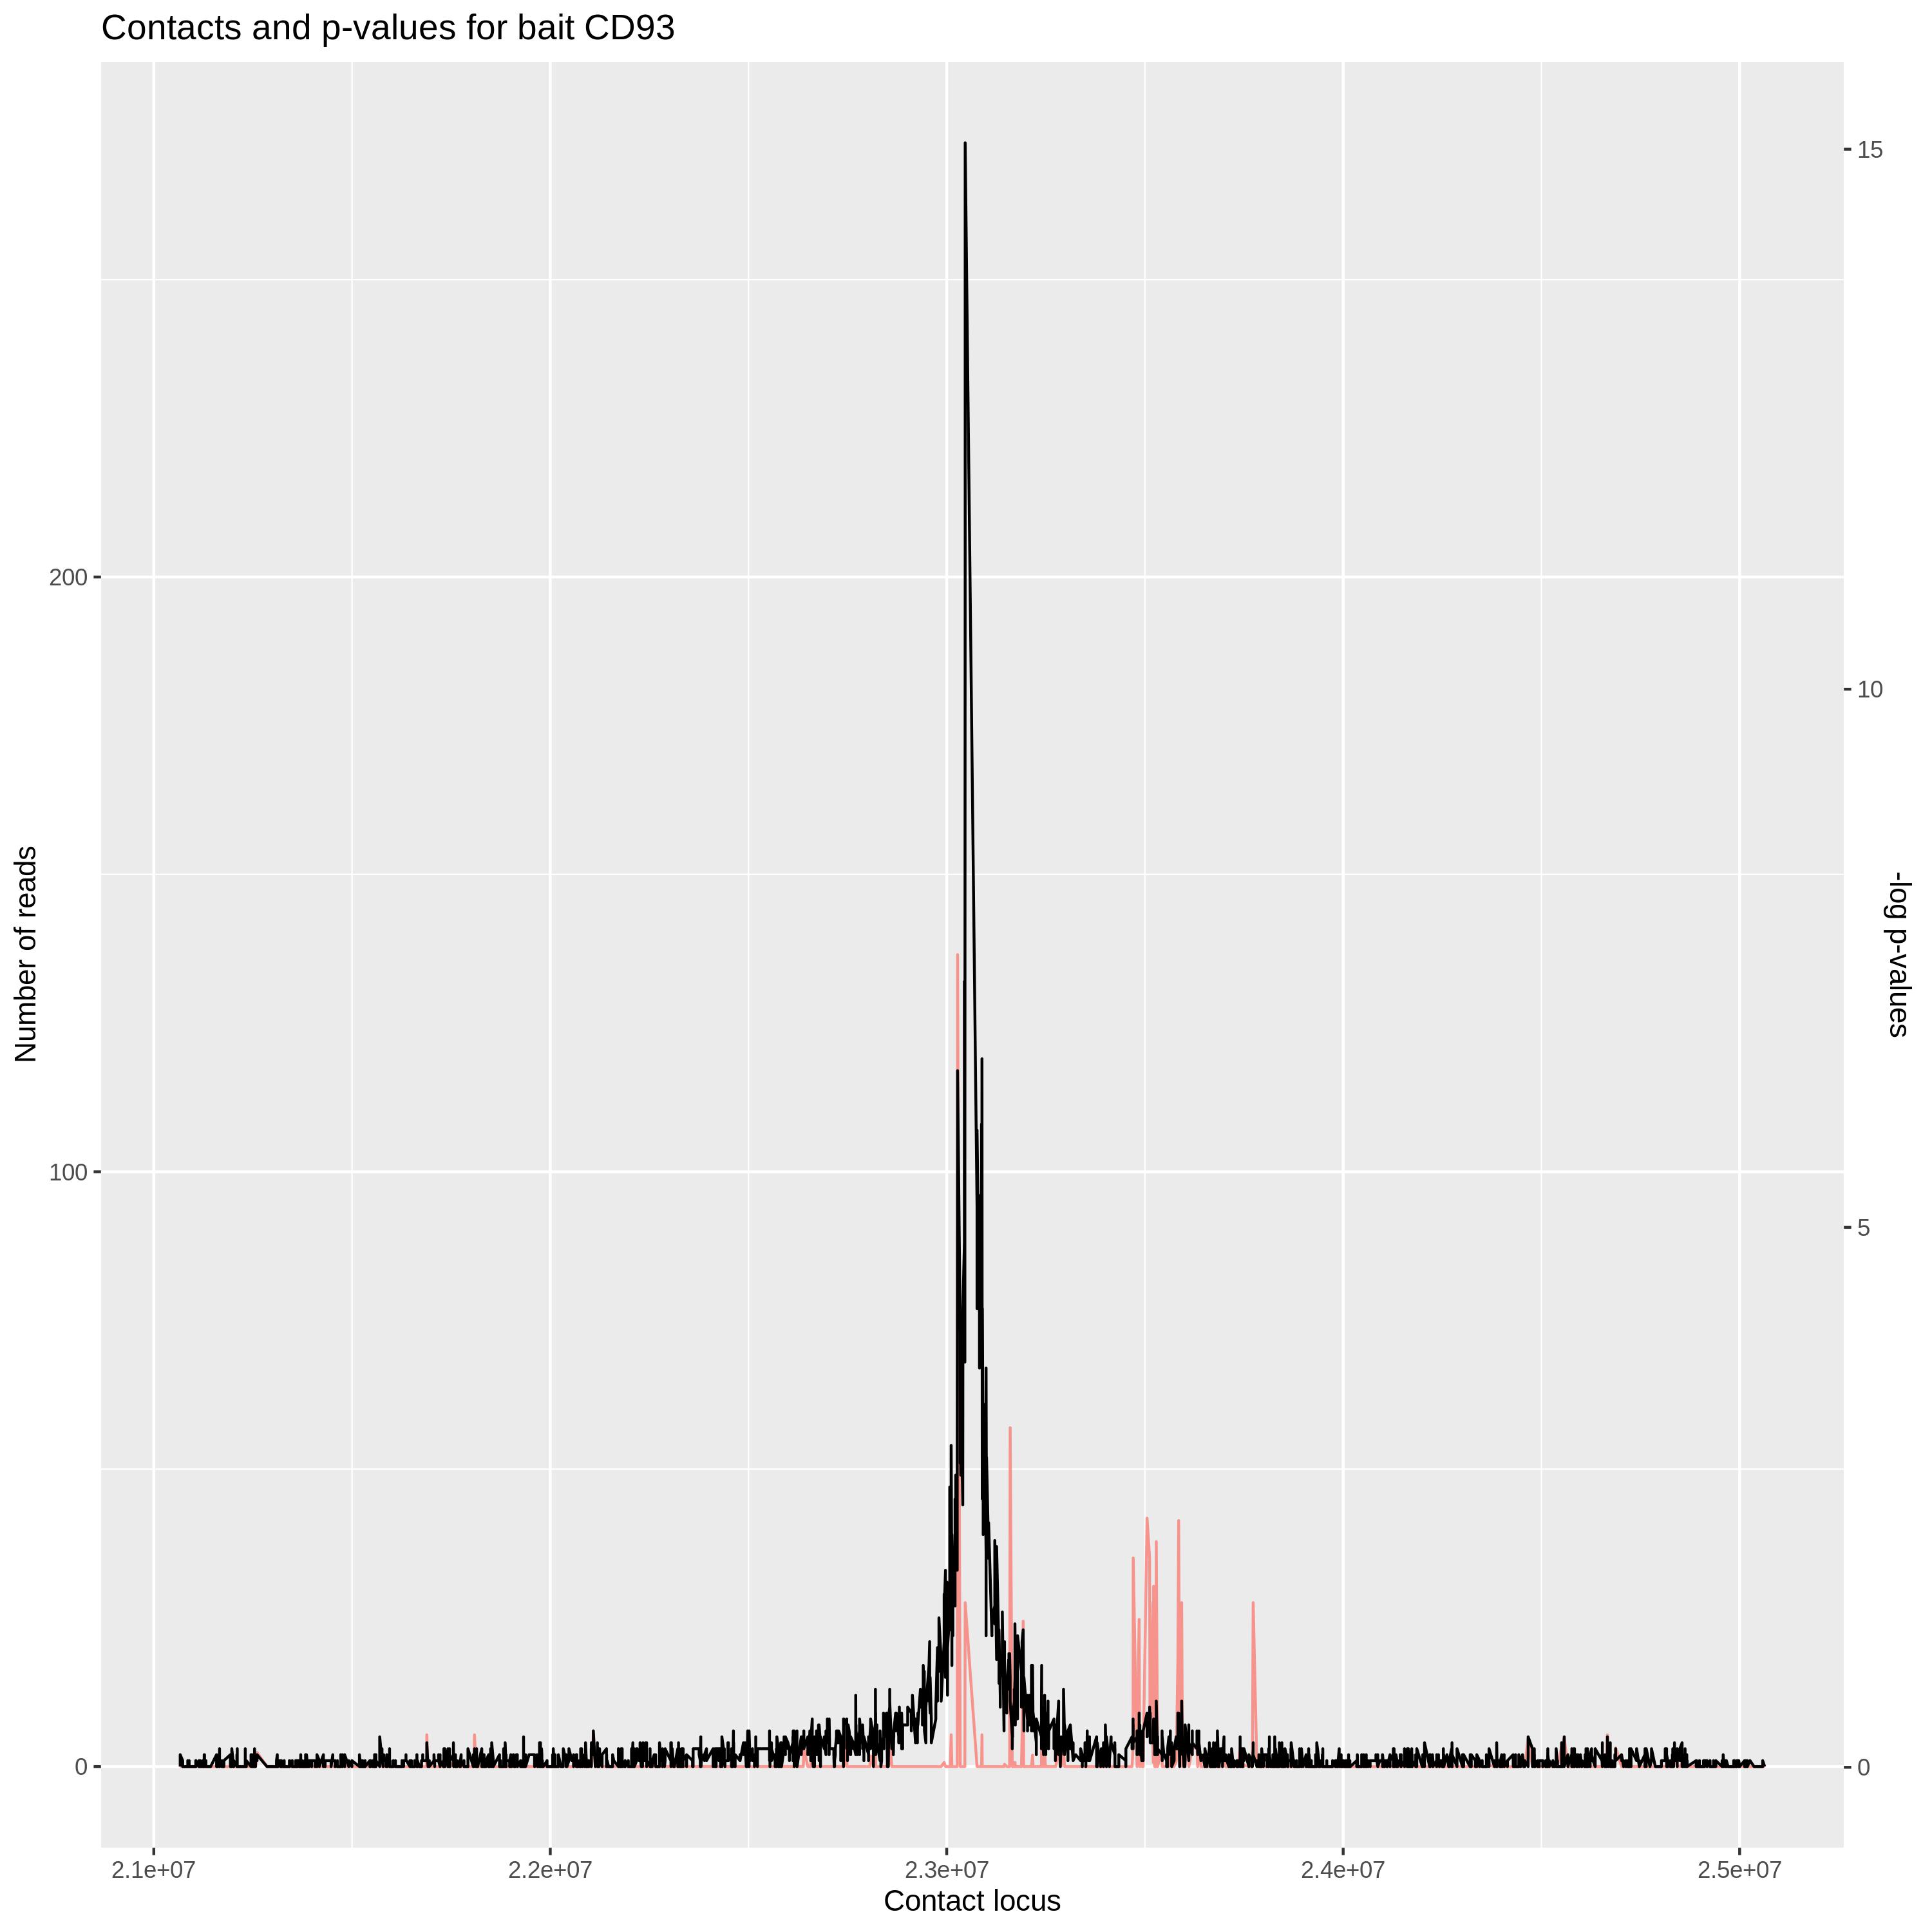 Contacts and p-values for bait CD93
Number of reads
200
100
0
15
10
5
0
-log p-values
2.1e+07 2.2e+07 2.3e+07 2.4e+07 2.5e+07
Contact locus